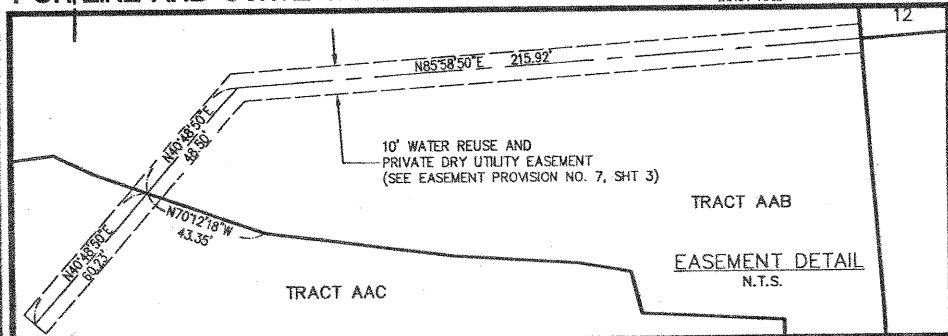 12
N85°58'50"E 215.92'
N40°48'50"E
48.50'
10' WATER REUSE AND
PRIVATE DRY UTILITY EASEMENT
(SEE EASEMENT PROVISION NO. 7, SHT 3)
TRACT AAB
N70°12'18"W
43.35'
N40°48'50"E
60.23'
EASEMENT DETAIL
N.T.S.
TRACT AAC